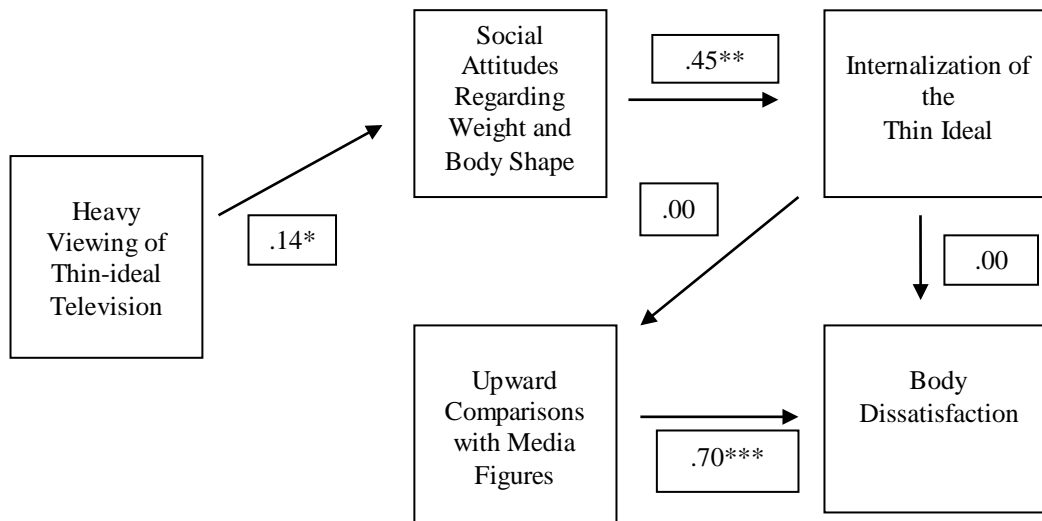 Social
Attitudes
Regarding
Weight and
Body Shape
.45**
Internalization of
the
Thin Ideal
Heavy
Viewing of
Thin-ideal
Television
.14*
.00
.00
Upward
Comparisons
with Media
Figures
.70***
Body
Dissatisfaction